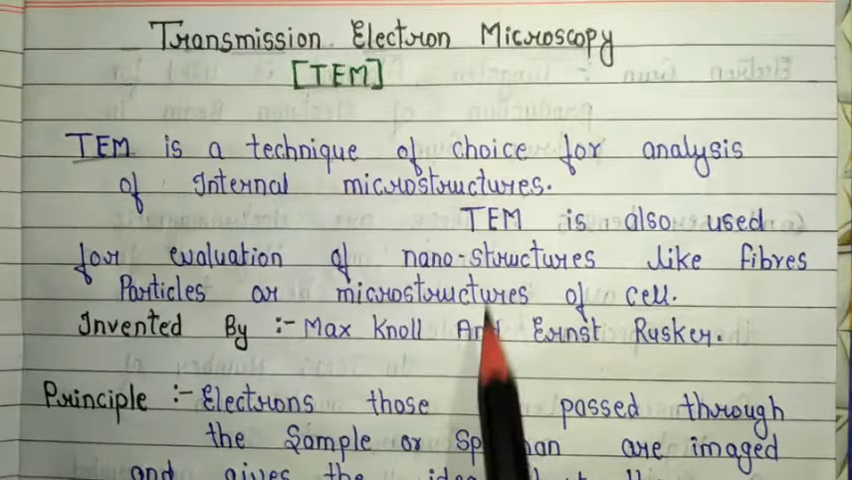 Transmission Electron Microscopy
[TEM]
TEM is a technique of choice for analysis
of Internal microstructures.
TEM is also used
for evaluation of nano-structures like fibres
Particles or microstructures of cell.
Invented By :- Max Knoll And Ernst Rusker.
Principle :- Electrons those passed through
the Sample or are imaged
and gives the